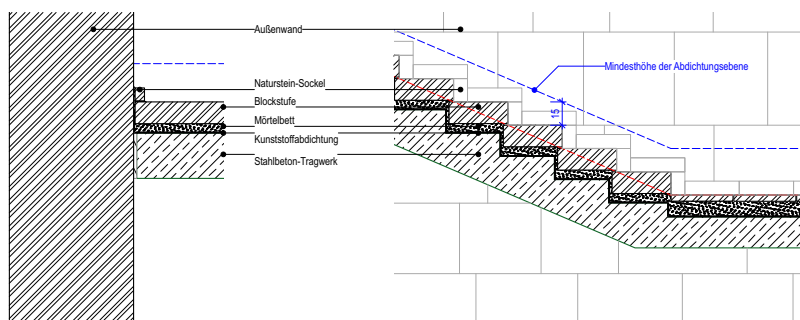 Außenwand
Mindesthöhe der Abdichtungsebene
Naturstein-Sockel
Blockstufe
15
Mörtelbett
Kunststoffabdichtung
Stahlbeton-Tragwerk